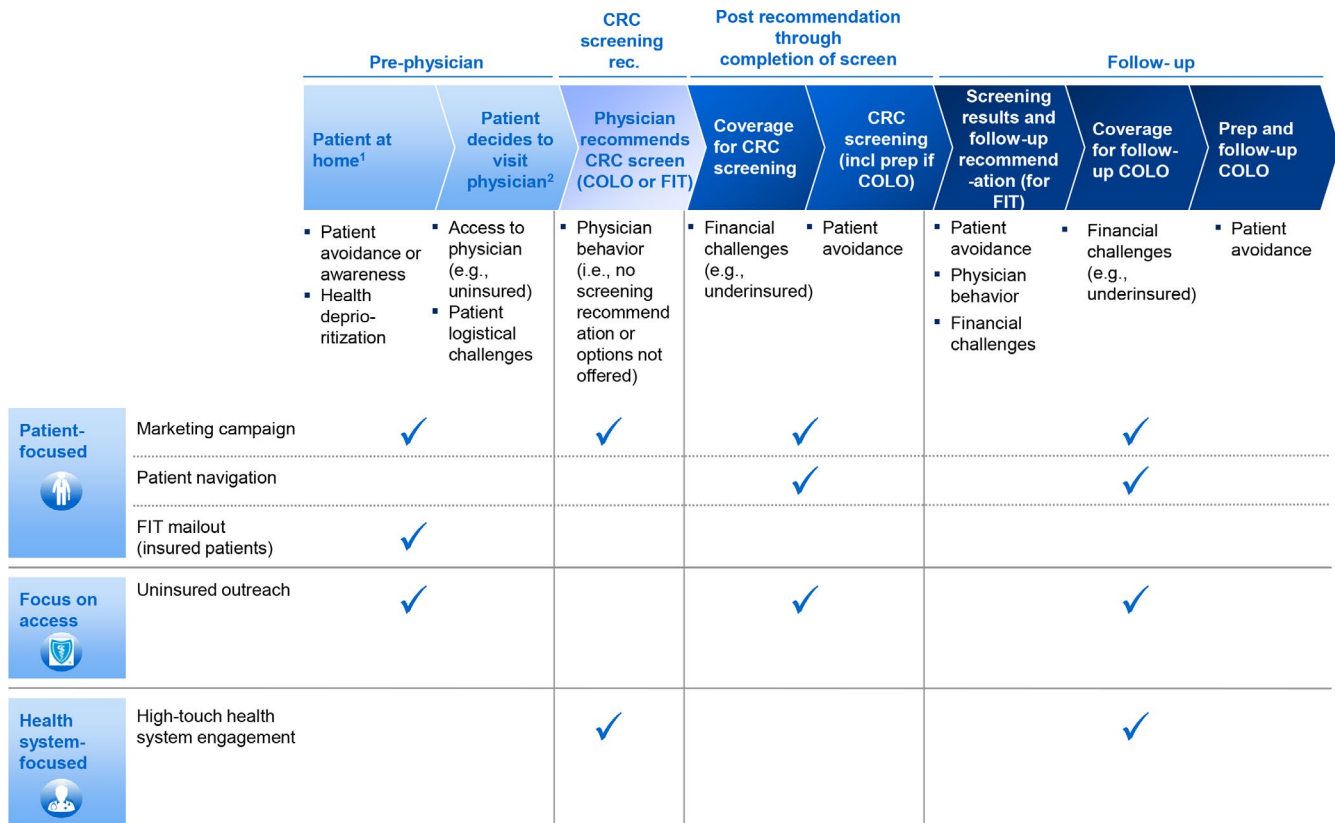 Pre-physician
CRC
screening
rec.
Post recommendation
through
completion of screen
Follow- up
Patient at
home1
Patient
decides to
visit
physician2
Physician
recommends
CRC screen
(COLO or FIT)
Coverage
for CRC
screening
CRC
screening
(incl prep if
COLO)
Screening
results and
follow-up
recommend
-ation (for
FIT)
Coverage
for follow-
up COLO
Prep and
follow-up
COLO
▪ Patient
avoidance or
awareness
▪ Health
deprio-
ritization
▪ Access to
physician
(e.g.,
uninsured)
▪ Patient
logistical
challenges
▪ Physician
behavior
(i.e., no
screening
recommend
ation or
options not
offered)
▪ Financial
challenges
(e.g.,
underinsured)
▪ Patient
avoidance
▪ Patient
avoidance
▪ Physician
behavior
▪ Financial
challenges
▪ Financial
challenges
(e.g.,
underinsured)
▪ Patient
avoidance
Patient-
focused
Marketing campaign
Patient navigation
FIT mailout
(insured patients)
Focus on
access
Uninsured outreach
Health
system-
focused
High-touch health
system engagement